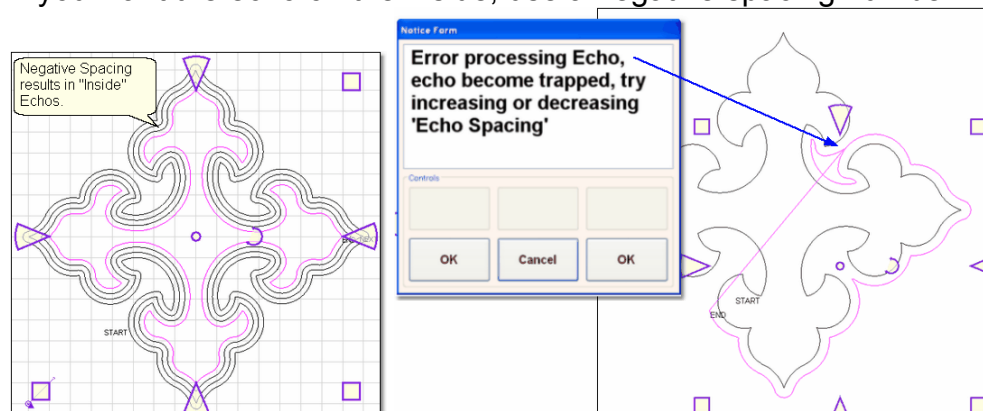 Negative Spacing
results in "Inside"
Echos.
START
Notice Form
Error processing Echo,
echo become trapped, try
increasing or decreasing
'Echo Spacing'
Controls
OK
Cancel
OK
START
END